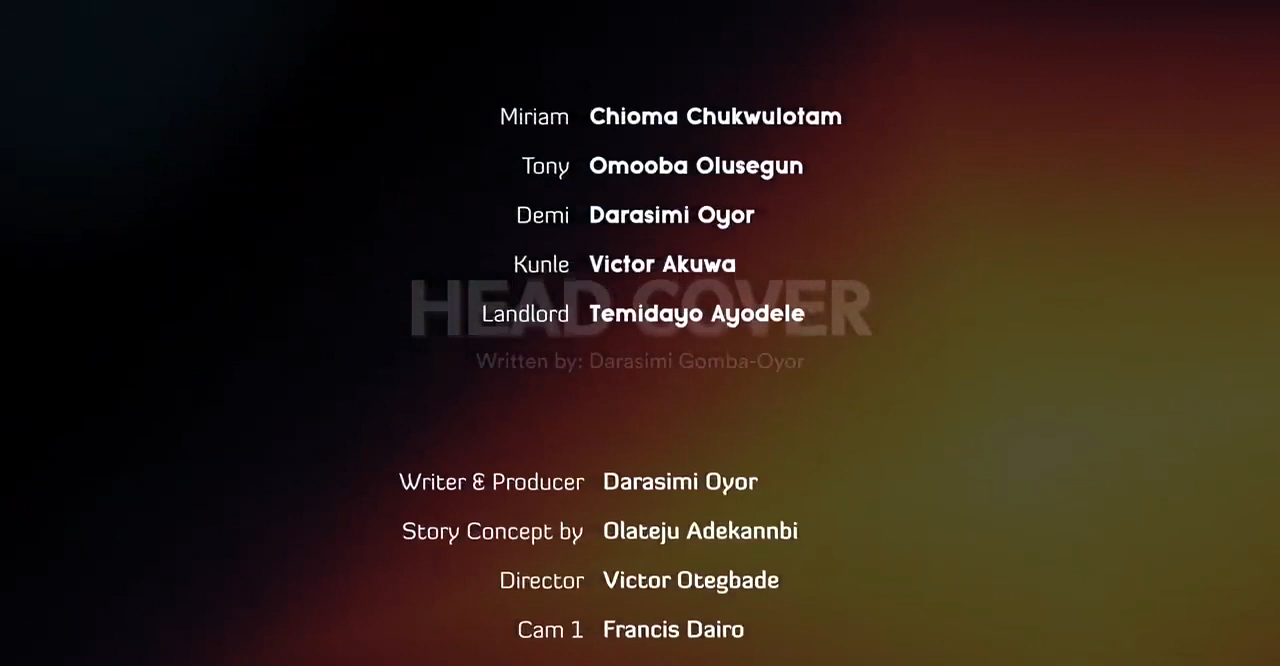 Miriam Chioma Chukwulotam
Tony Omooba Olusegun
Demi Darasimi Oyor
Kunle Victor Akuwa
HEAD COVER
Landlord Temidayo Ayodele
Written by: Darasimi Gomba-Oyor
Writer & Producer Darasimi Oyor
Story Concept by Olateju Adekannbi
Director Victor Otegbade
Cam 1 Francis Dairo